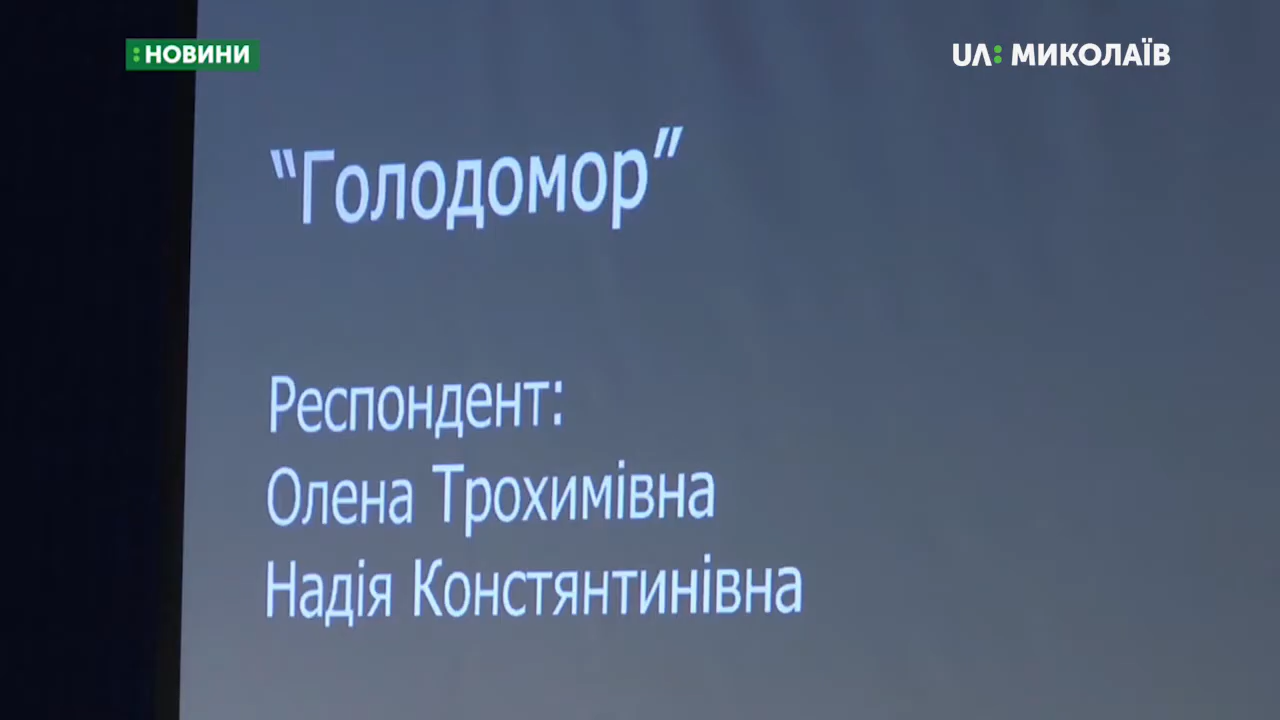 :НОВИНИ
UA: МИКОЛАЇВ
“Голодомор”
Респондент:
Олена Трохимівна
Надія Констянтинівна